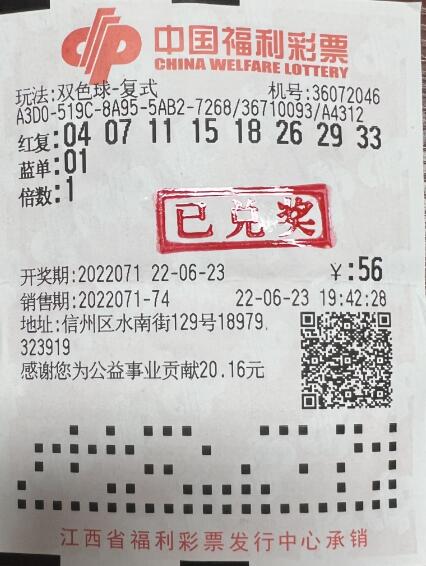 中国福利彩票
CHINA WELFARE LOTTERY
玩法:双色球-复式 机号:36072046
A3D0-519C-8A95-5AB2-7268/36710093/A4312
红复:04 07 11 15 18 26 29 33
蓝单:01
倍数:1
已兑奖
开奖期:2022071 22-06-23 ¥:56
销售期:2022071-74 22-06-23 19:42:28
地址:信州区水南街129号18979
323919
感谢您为公益事业贡献20.16元
江西省福利彩票发行中心承销